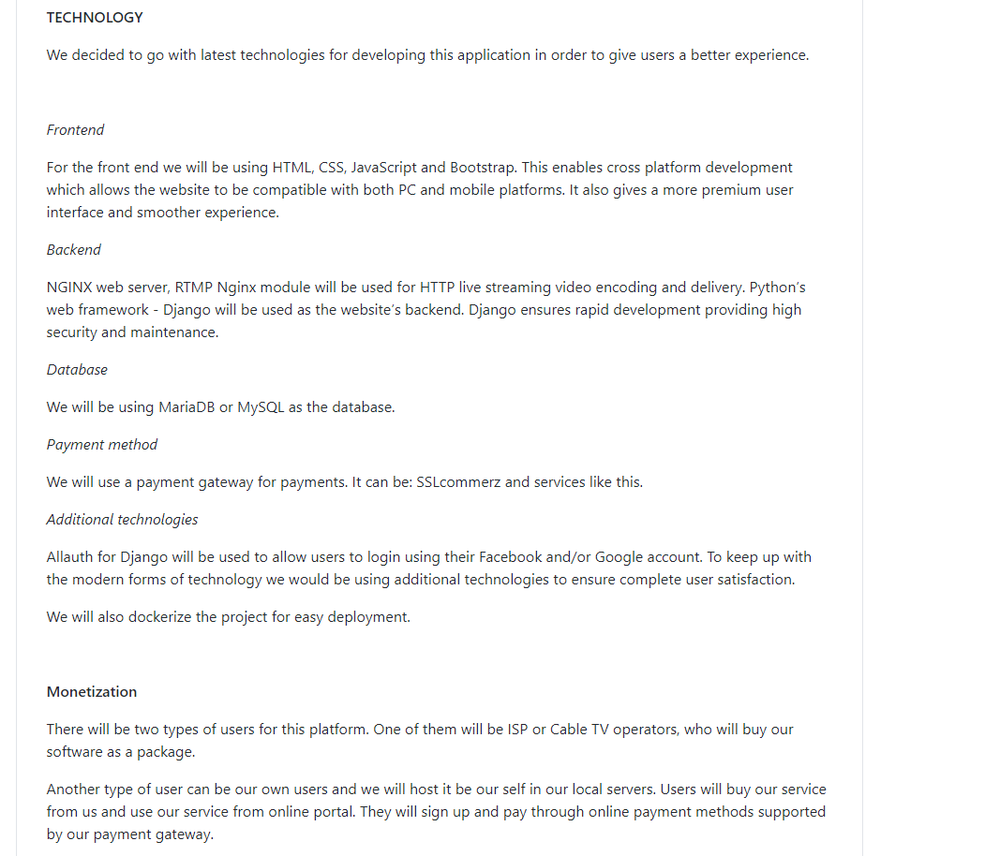 TECHNOLOGY
We decided to go with latest technologies for developing this application in order to give users a better experience.
Frontend
For the front end we will be using HTML, CSS, JavaScript and Bootstrap. This enables cross platform development
which allows the website to be compatible with both PC and mobile platforms. It also gives a more premium user
interface and smoother experience.
Backend
NGINX web server, RTMP Nginx module will be used for HTTP live streaming video encoding and delivery. Python's
web framework - Django will be used as the website's backend. Django ensures rapid development providing high
security and maintenance.
Database
We will be using MariaDB or MySQL as the database.
Payment method
We will use a payment gateway for payments. It can be: SSLcommerz and services like this.
Additional technologies
Allauth for Django will be used to allow users to login using their Facebook and/or Google account. To keep up with
the modern forms of technology we would be using additional technologies to ensure complete user satisfaction.
We will also dockerize the project for easy deployment.
Monetization
There will be two types of users for this platform. One of them will be ISP or Cable TV operators, who will buy our
software as a package.
Another type of user can be our own users and we will host it be our self in our local servers. Users will buy our service
from us and use our service from online portal. They will sign up and pay through online payment methods supported
by our payment gateway.